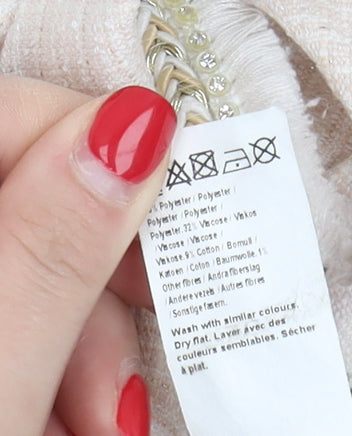 % Polyester / Polyester /
Polyester / Polyester /
Polyester, 32% Viscose / Viskos
/ Viscose / Viscose /
Viskose, 9% Cotton / Bomull /
Katoen / Coton / Baumwolle, 1%
Other fibres / Andra fiberslag
/ Andere vezels / Autres fibres
/ Sonstige fasern.
Wash with similar colours.
Dry flat. Laver avec des
couleurs semblables. Sécher
à plat.